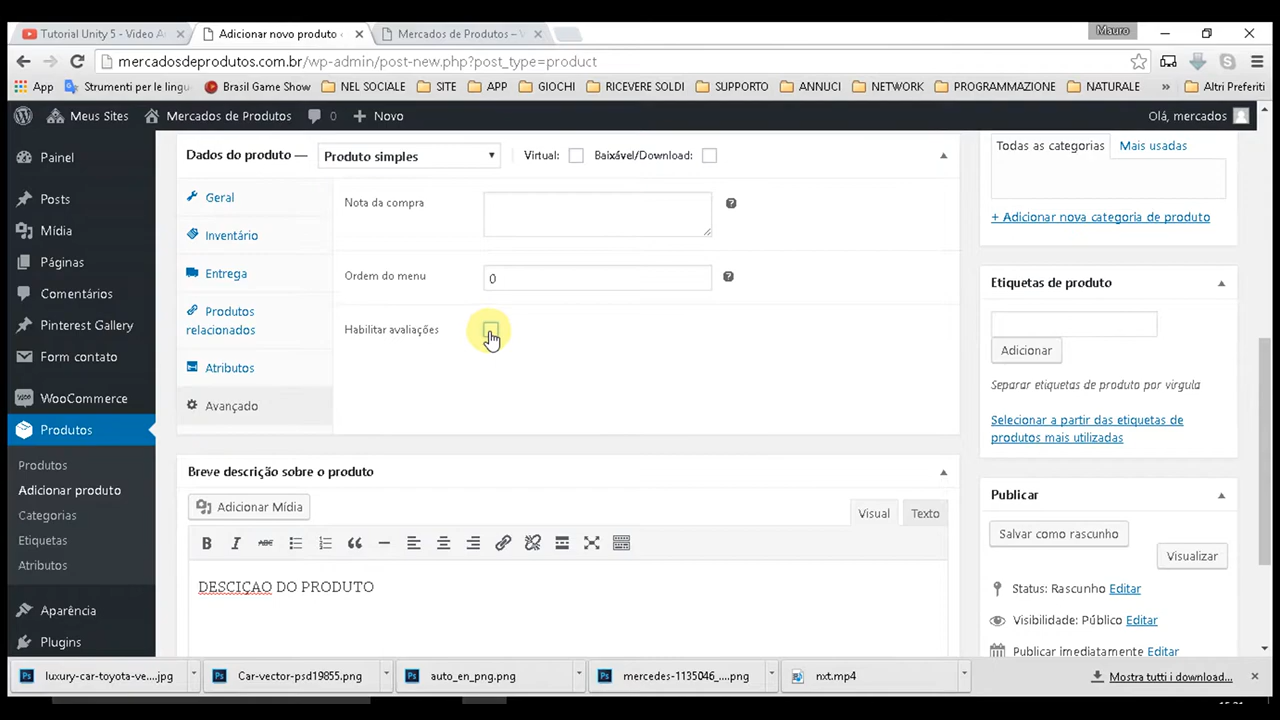 Tutorial Unity 5 - Video A
Adicionar novo produto
Mercados de Produtos – V
Mauro
mercadosdeprodutos.com.br/wp-admin/post-new.php?post_type=product
App
Strumenti per le lingu
Brasil Game Show
NEL SOCIALE
SITE
APP
GIOCHI
RICEVERE SOLDI
SUPPORTO
ANNUCI
NETWORK
PROGRAMMAZIONE
NATURALE
»
Altri Preferiti
Meus Sites
Mercados de Produtos
0
Novo
Olá, mercados
Painel
Posts
Mídia
Páginas
Comentários
Pinterest Gallery
Form contato
WooCommerce
Produtos
Produtos
Adicionar produto
Categorias
Etiquetas
Atributos
Aparência
Plugins
Dados do produto —
Produto simples
Virtual:
Baixável/Download:
Geral
Inventário
Entrega
Produtos
relacionados
Atributos
Avançado
Nota da compra
Ordem do menu
0
Habilitar avaliações
Breve descrição sobre o produto
Adicionar Mídia
Visual
Texto
DESCIÇAO DO PRODUTO
Todas as categorias
Mais usadas
+ Adicionar nova categoria de produto
Etiquetas de produto
Adicionar
Separar etiquetas de produto por vírgula
Selecionar a partir das etiquetas de
produtos mais utilizadas
Publicar
Salvar como rascunho
Visualizar
Status: Rascunho Editar
Visibilidade: Público Editar
Publicar imediatamente Editar
luxury-car-toyota-ve....jpg
Car-vector-psd19855.png
auto_en_png.png
mercedes-1135046_....png
nxt.mp4
Mostra tutti i download...